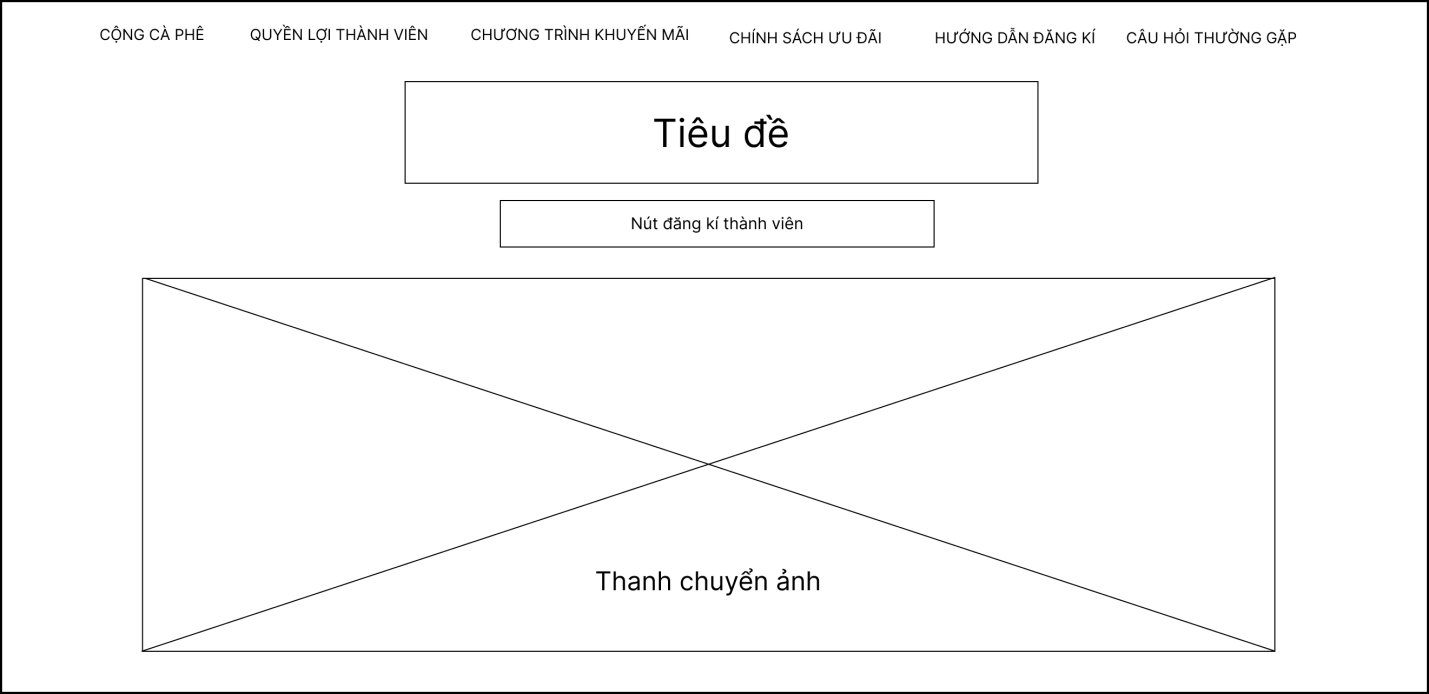 CỘNG CÀ PHÊ
QUYỀN LỢI THÀNH VIÊN
CHƯƠNG TRÌNH KHUYẾN MÃI
CHÍNH SÁCH ƯU ĐÃI
HƯỚNG DẪN ĐĂNG KÍ
CÂU HỎI THƯỜNG GẶP
Tiêu đề
Nút đăng kí thành viên
Thanh chuyển ảnh